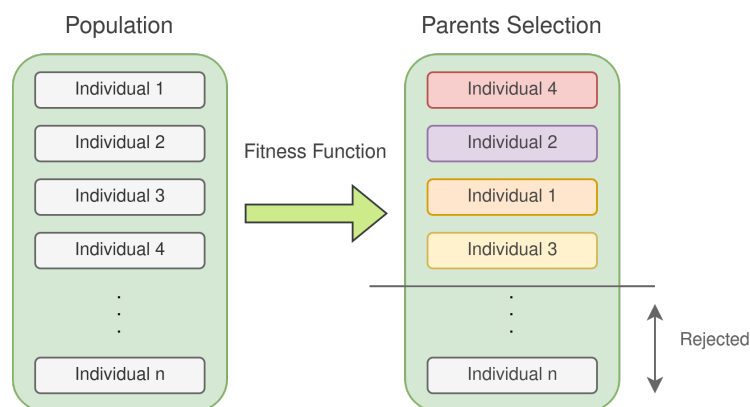 Population
Individual 1
Individual 2
Individual 3
Individual 4
.
.
.
Individual n
Fitness Function
Parents Selection
Individual 4
Individual 2
Individual 1
Individual 3
.
.
.
Individual n
Rejected